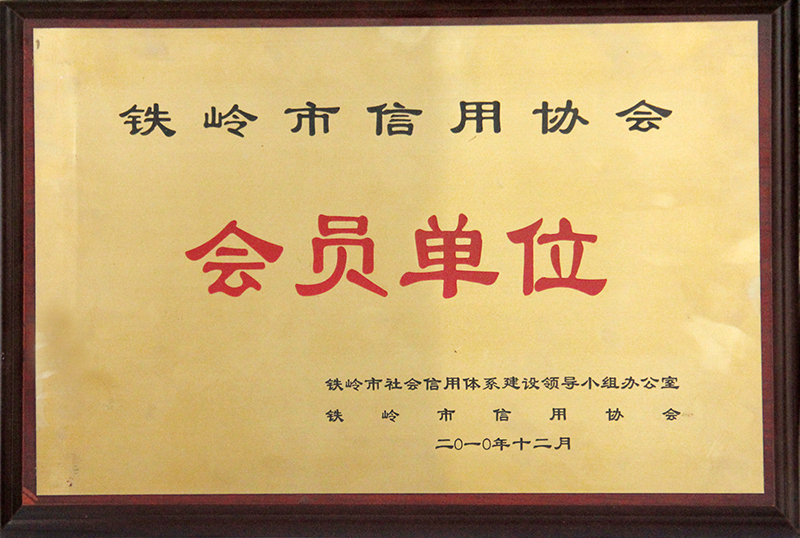 铁岭市信用协会
会员单位
铁岭市社会信用体系建设领导小组办公室
铁岭市信用协会
二0一0年十二月